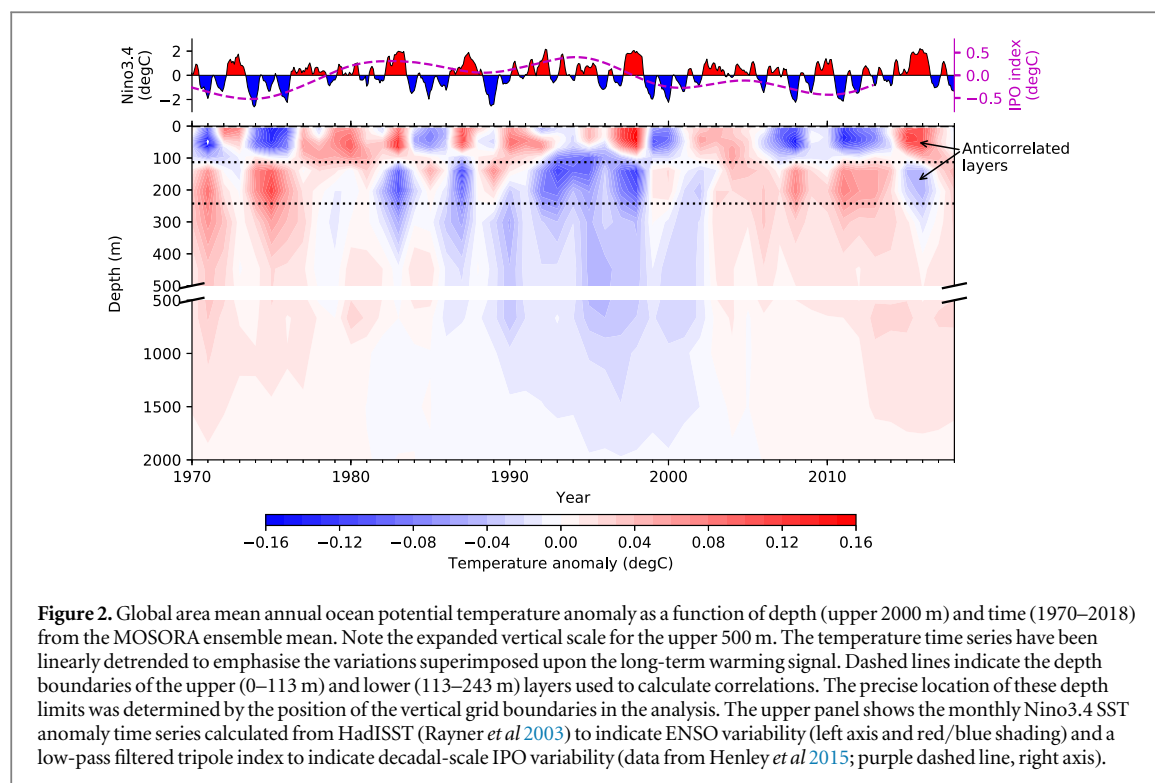 Nino3.4
(degC)
2
0
−2
0.5
0.0
−0.5
IPO index
(degC)
0
100
200
300
400
500
500
1000
1500
2000
Depth (m)
Anticorrelated
layers
1970 1980 1990 2000 2010
Year
−0.16 −0.12 −0.08 −0.04 0.00 0.04 0.08 0.12 0.16
Temperature anomaly (degC)
Figure 2. Global area mean annual ocean potential temperature anomaly as a function of depth (upper 2000 m) and time (1970–2018)
from the MOSORA ensemble mean. Note the expanded vertical scale for the upper 500 m. The temperature time series have been
linearly detrended to emphasise the variations superimposed upon the long-term warming signal. Dashed lines indicate the depth
boundaries of the upper (0–113 m) and lower (113–243 m) layers used to calculate correlations. The precise location of these depth
limits was determined by the position of the vertical grid boundaries in the analysis. The upper panel shows the monthly Nino3.4 SST
anomaly time series calculated from HadISST (Rayner et al 2003) to indicate ENSO variability (left axis and red/blue shading) and a
low-pass filtered tripole index to indicate decadal-scale IPO variability (data from Henley et al 2015; purple dashed line, right axis).